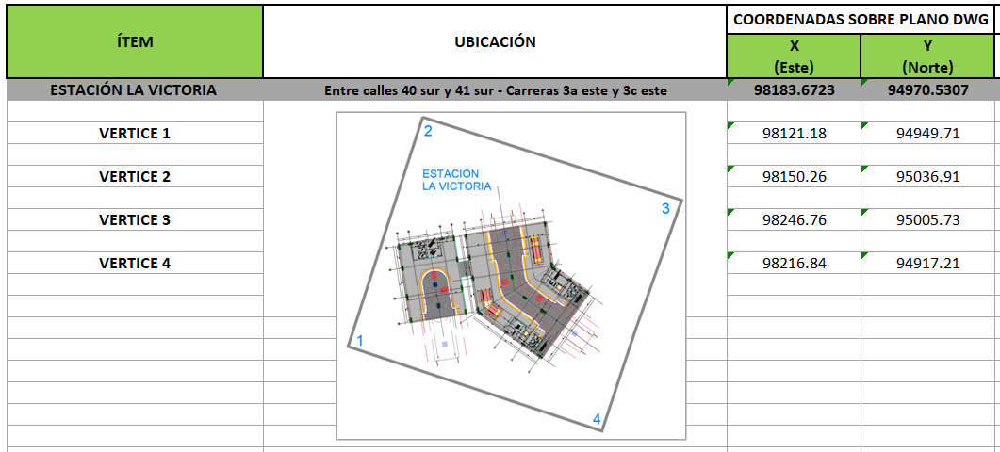 ÍTEM
UBICACIÓN
COORDENADAS SOBRE PLANO DWG
X
(Este)
Y
(Norte)
ESTACIÓN LA VICTORIA
Entre calles 40 sur y 41 sur - Carreras 3a este y 3c este
98183.6723
94970.5307
VERTICE 1
98121.18
94949.71
VERTICE 2
98150.26
95036.91
VERTICE 3
98246.76
95005.73
VERTICE 4
98216.84
94917.21
2
ESTACIÓN
LA VICTORIA
3
1
4